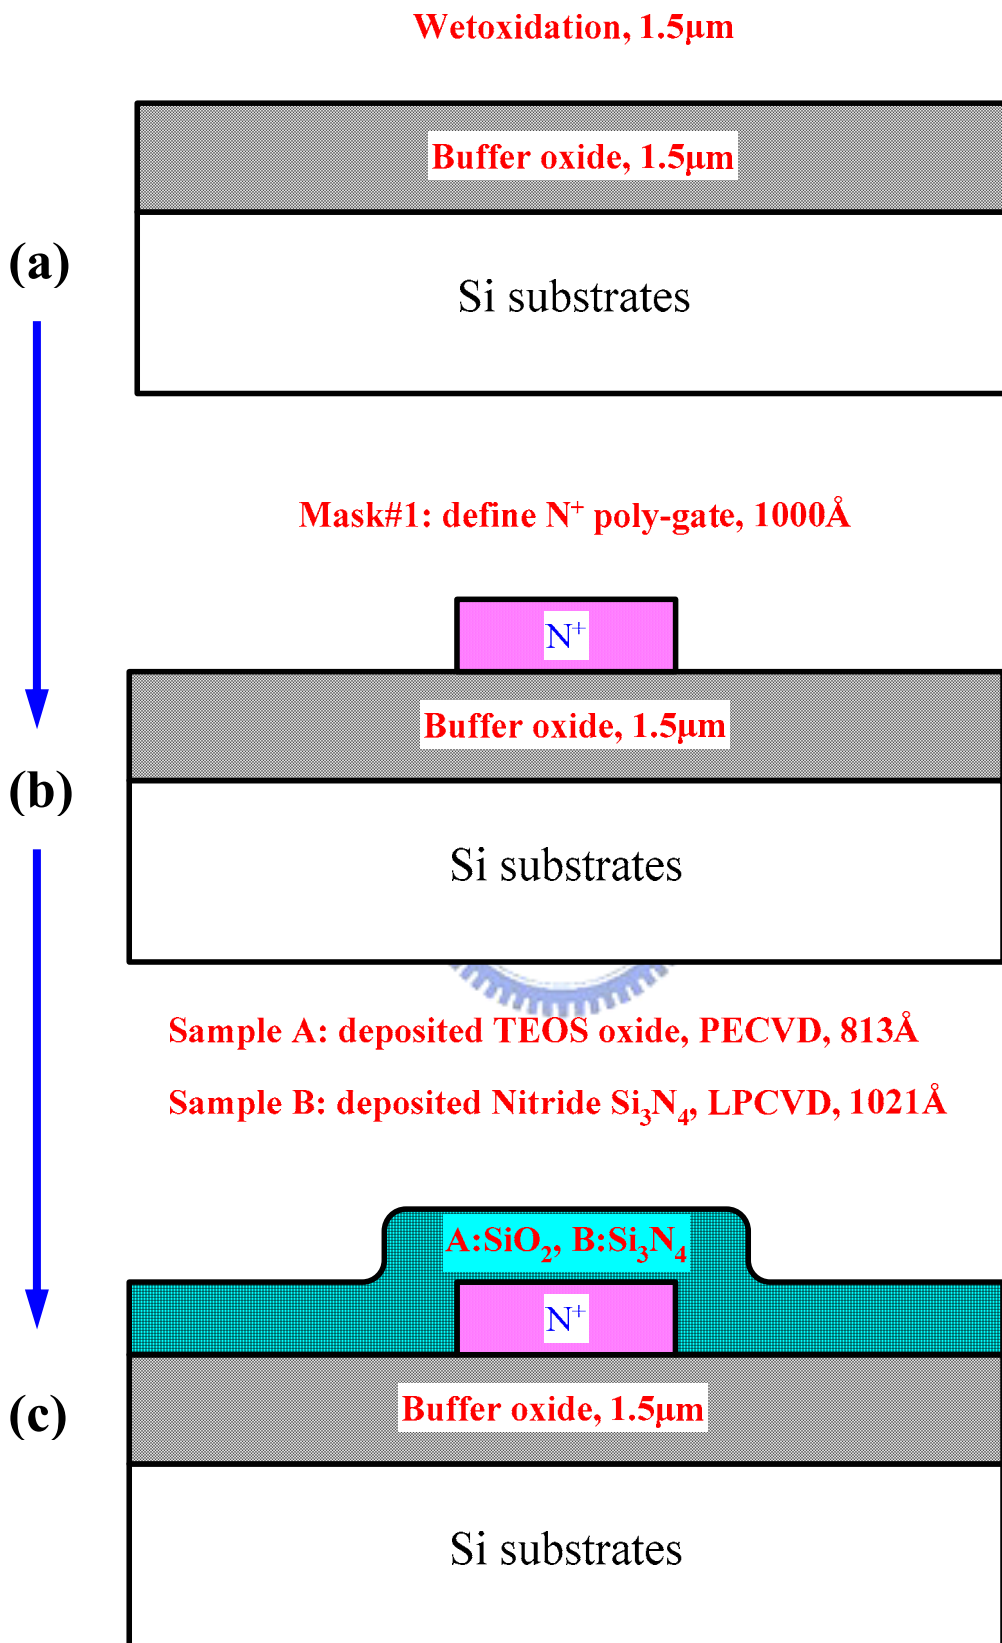 Wetoxidation, 1.5μm
Buffer oxide, 1.5μm
(a)
Si substrates
Mask#1: define N⁺ poly-gate, 1000Å
N⁺
Buffer oxide, 1.5μm
(b)
Si substrates
Sample A: deposited TEOS oxide, PECVD, 813Å
Sample B: deposited Nitride Si₃N₄, LPCVD, 1021Å
A:SiO₂, B:Si₃N₄
N⁺
(c)
Buffer oxide, 1.5μm
Si substrates